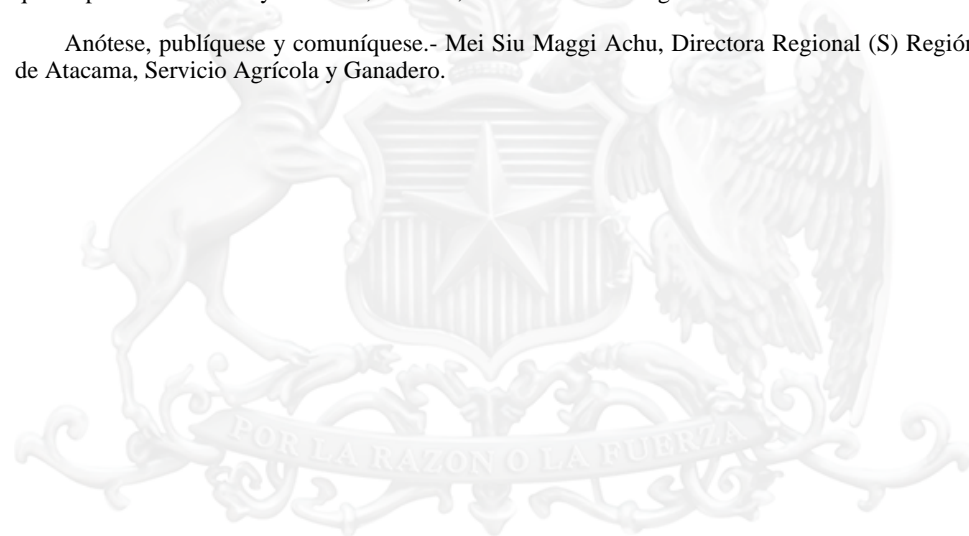 Anótese, publíquese y comuníquese.- Mei Siu Maggi Achu, Directora Regional (S) Región
de Atacama, Servicio Agrícola y Ganadero.
POR LA RAZON O LA FUERZA